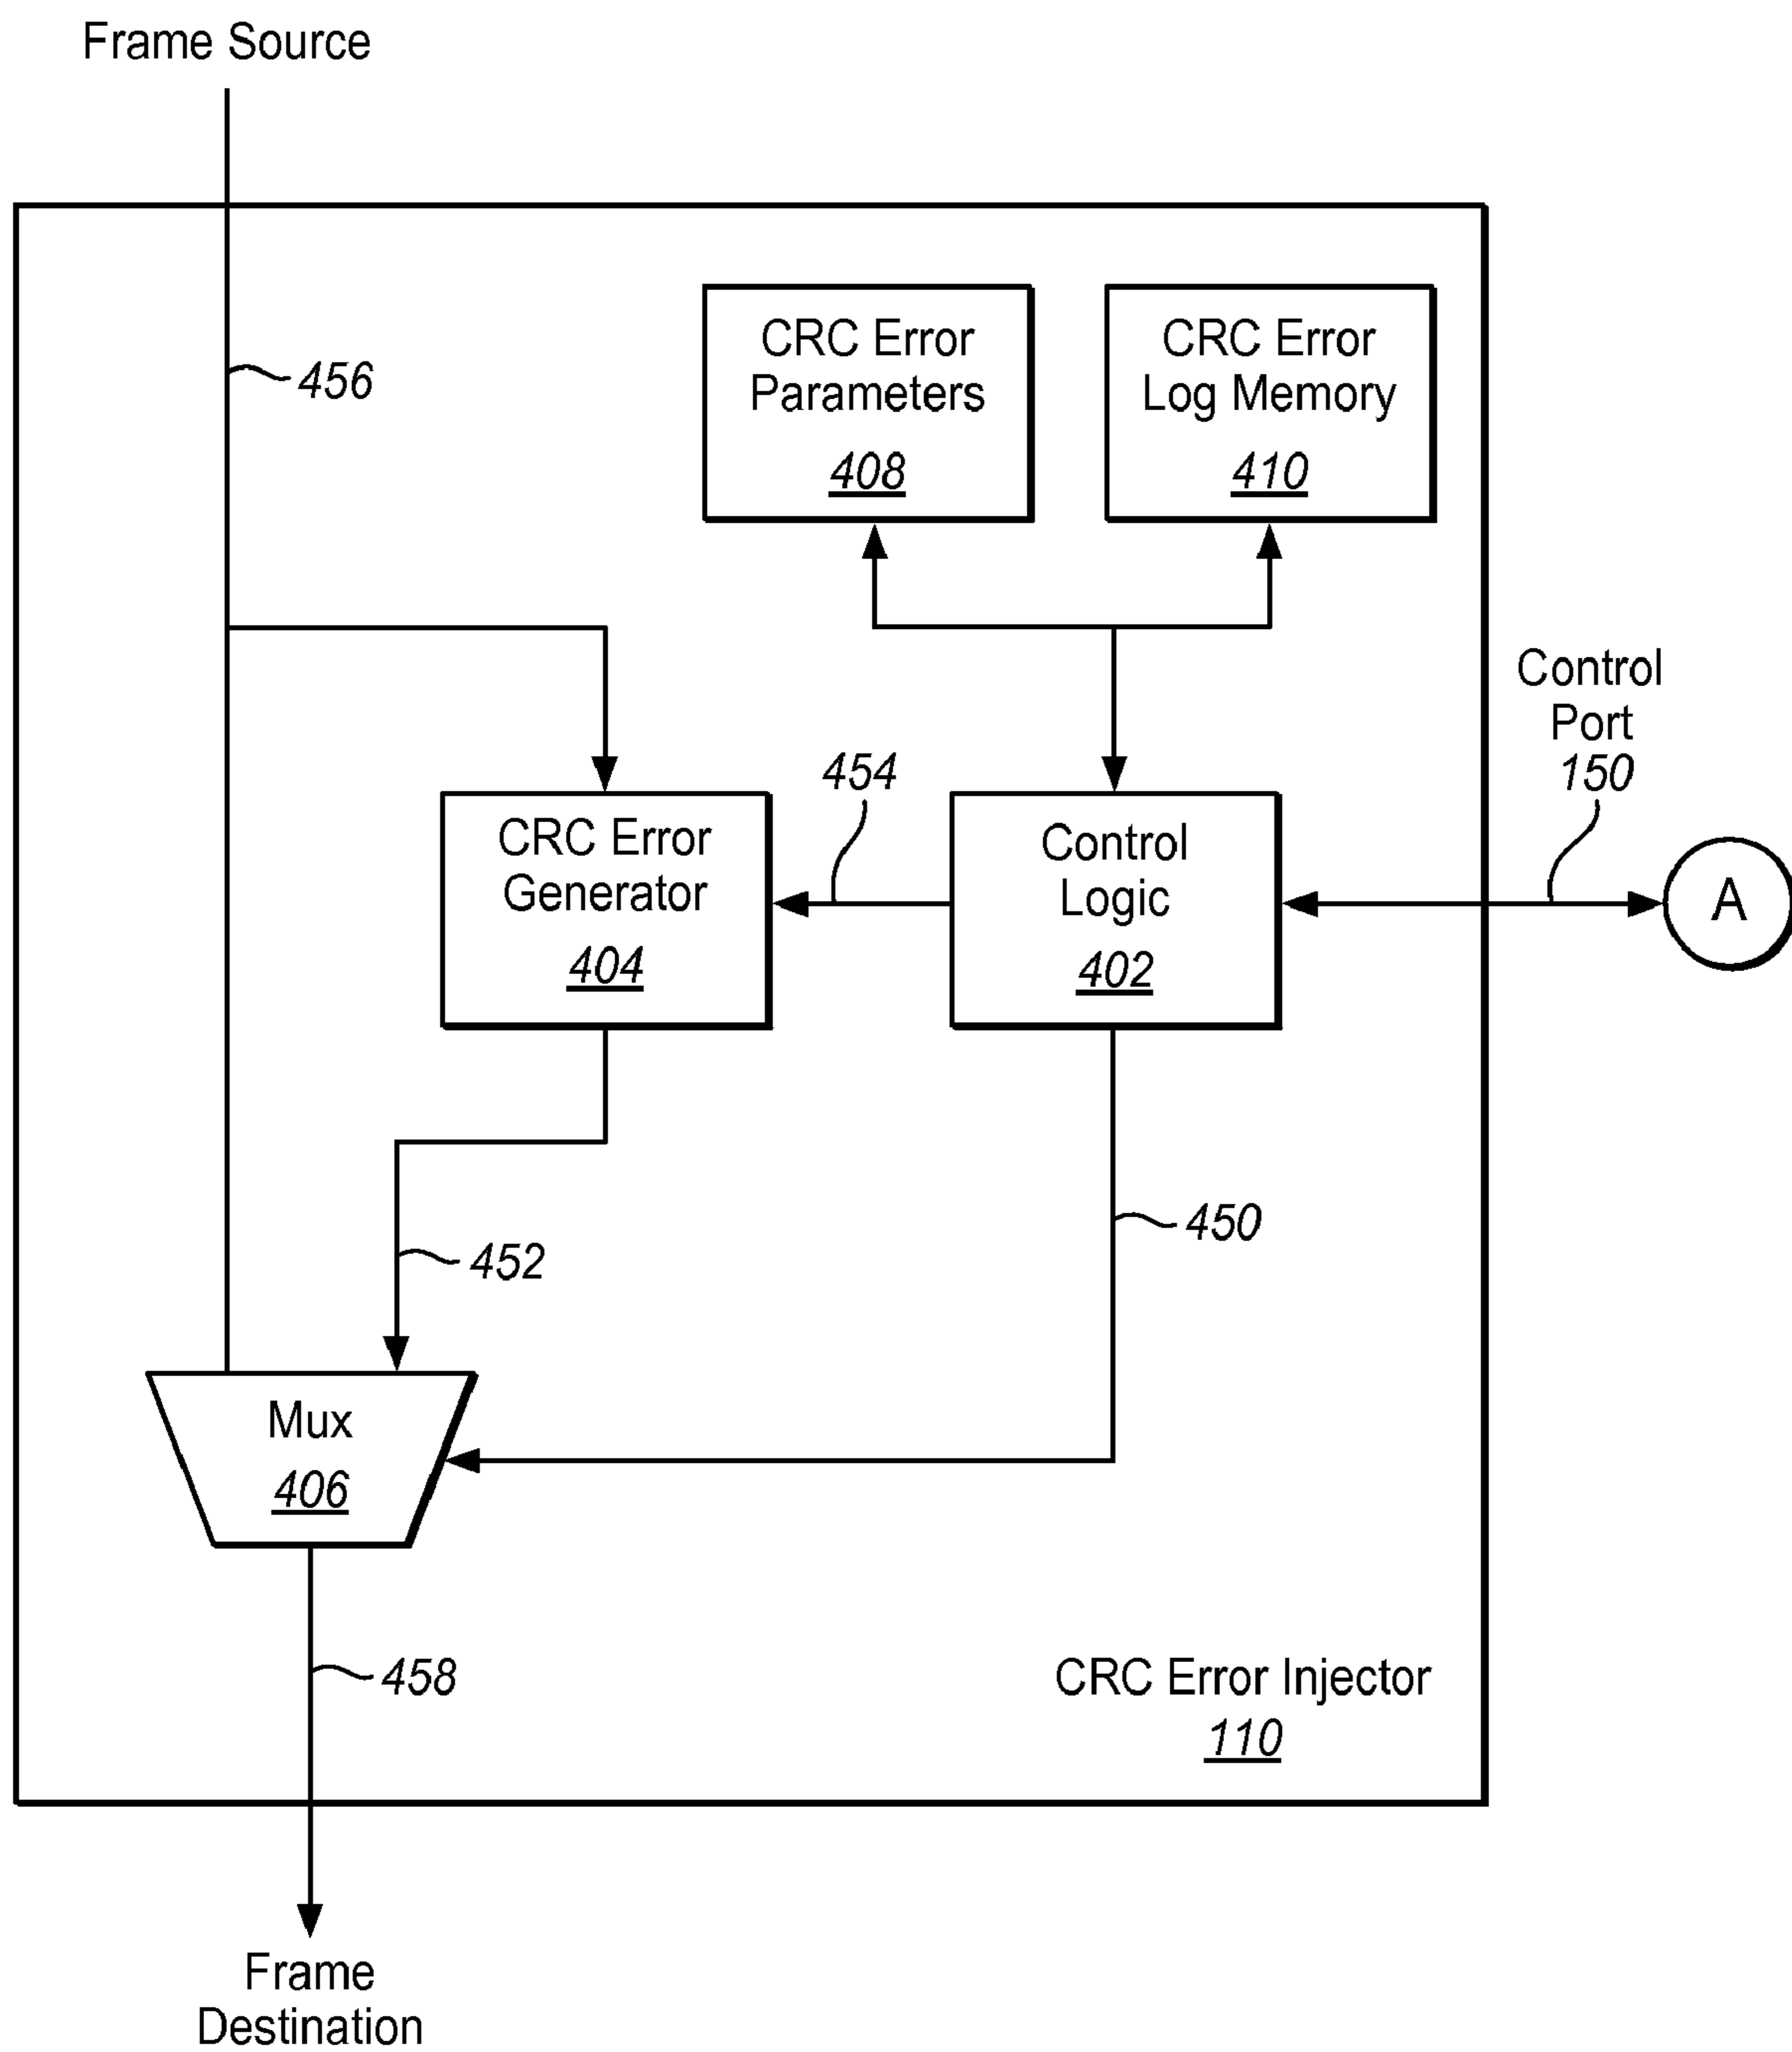 Frame Source
456
CRC Error
Parameters
408
CRC Error
Log Memory
410
Control
Port
150
454
CRC Error
Generator
404
Control
Logic
402
A
450
452
Mux
406
458
CRC Error Injector
110
Frame
Destination